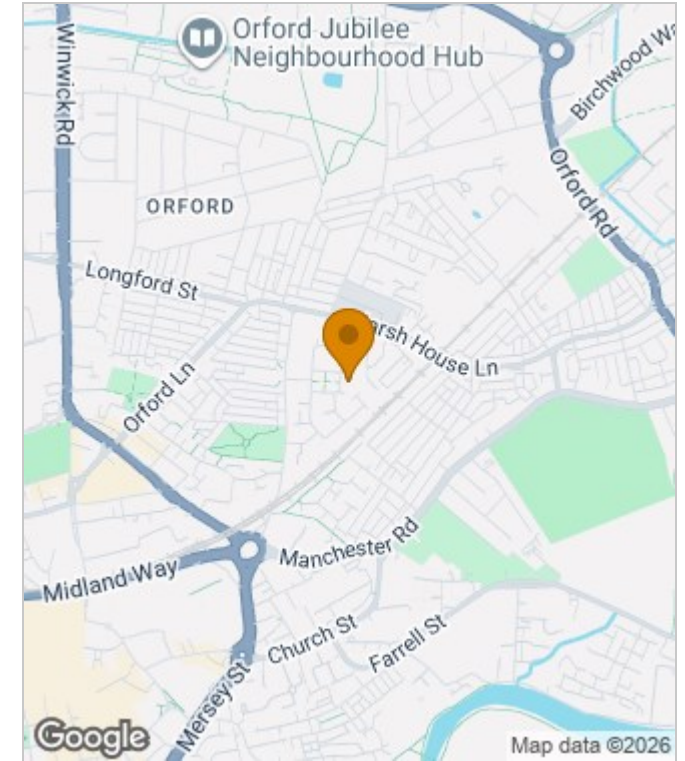 Orford Jubilee
Neighbourhood Hub
Winwick Rd
Birchwood Wa
Orford Rd
ORFORD
Longford St
arsh House Ln
Orford Ln
Manchester Rd
Midland Way
Church St
Farrell St
Mersey St
Google
Map data ©2026